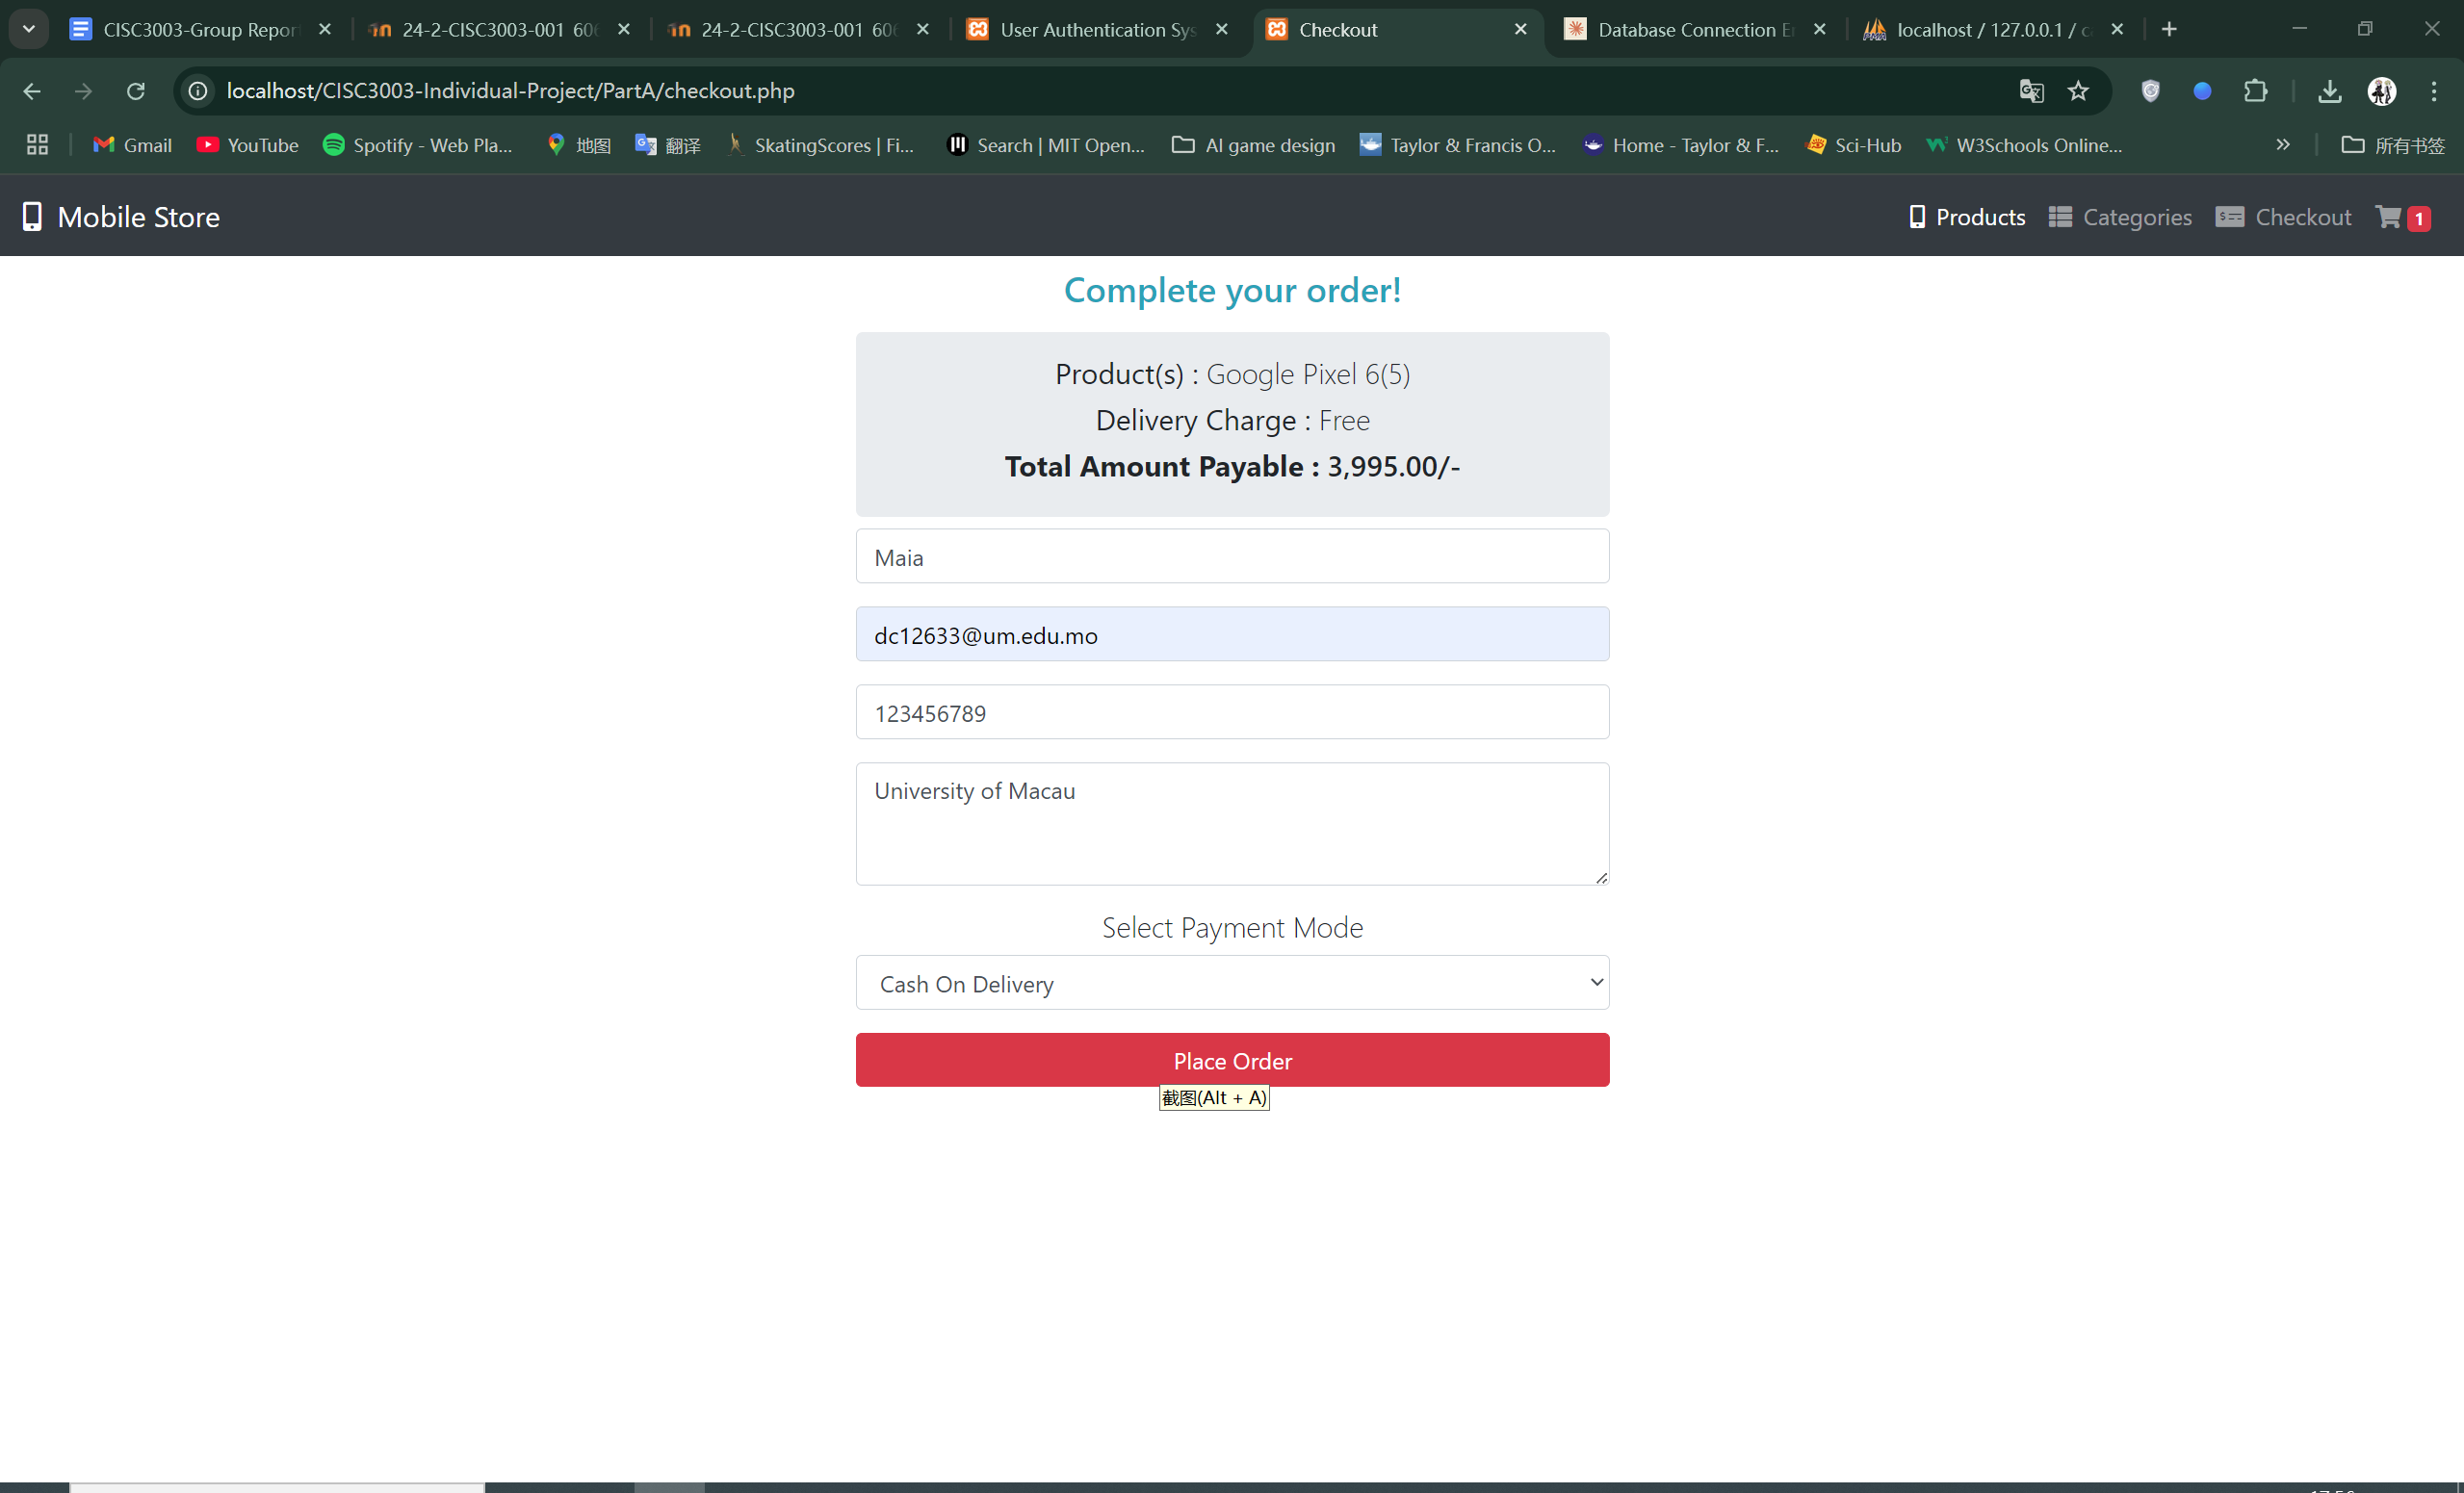 CISC3003-Group Repor
24-2-CISC3003-001 606
24-2-CISC3003-001 606
User Authentication Sys
Checkout
Database Connection Er
localhost / 127.0.0.1 / c
localhost/CISC3003-Individual-Project/PartA/checkout.php
Gmail
YouTube
Spotify - Web Pla...
地图
翻译
SkatingScores | Fi...
Search | MIT Open...
AI game design
Taylor & Francis O...
Home - Taylor & F...
Sci-Hub
W3Schools Online...
»
所有书签
Mobile Store
Products
Categories
Checkout
1
Complete your order!
Product(s) : Google Pixel 6(5)
Delivery Charge : Free
Total Amount Payable : 3,995.00/-
Maia
dc12633@um.edu.mo
123456789
University of Macau
Select Payment Mode
Cash On Delivery
Place Order
截图(Alt + A)